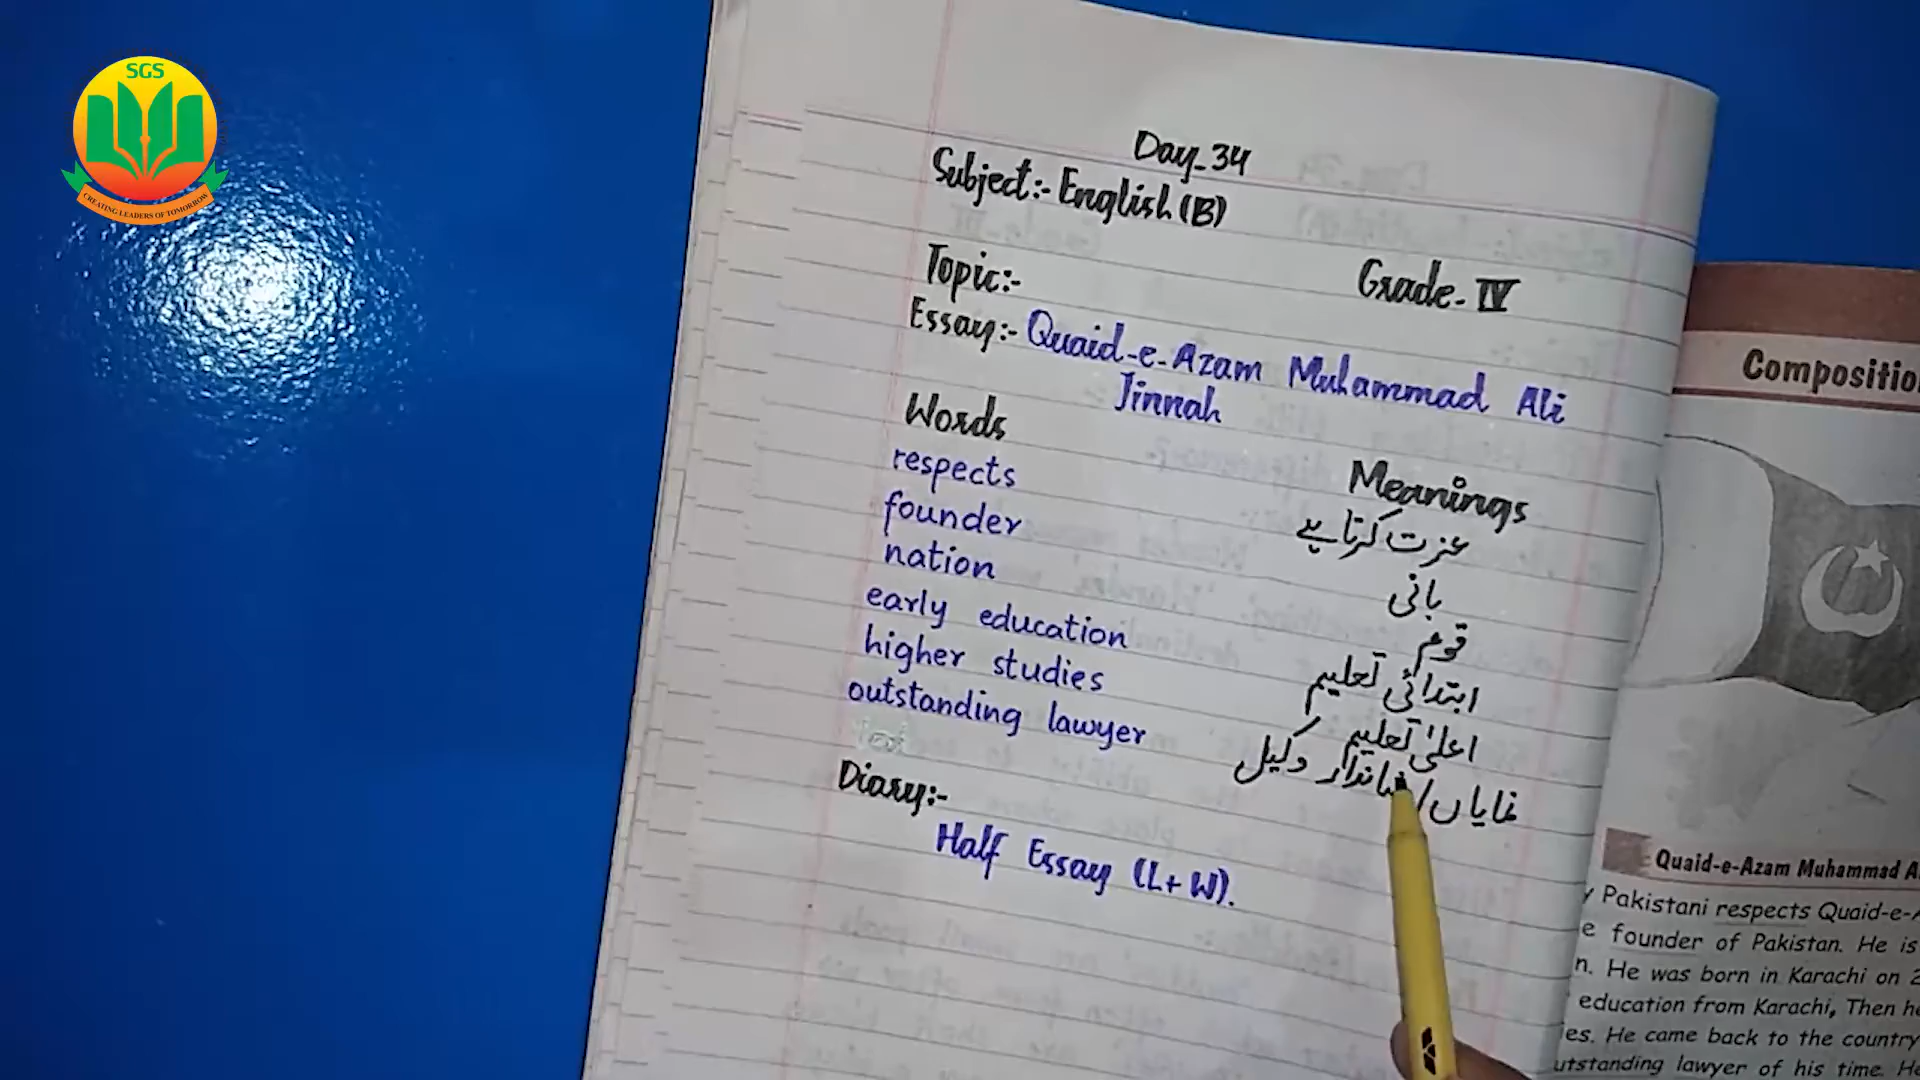 SGS
CREATING LEADERS OF TOMORROW
Day-34
Subject:- English (B)
Grade-IV
Topic:-
Essay:- Quaid-e-Azam Muhammad Ali
Jinnah
Words Meanings
respects عزت کرتا ہے
founder بانی
nation قوم
early education ابتدائی تعلیم
higher studies اعلیٰ تعلیم
outstanding lawyer نمایاں/شاندار وکیل
Diary:-
Half Essay (L+W).
Compositio
Quaid-e-Azam Muhammad A
y Pakistani respects Quaid-e-A
e founder of Pakistan. He is
n. He was born in Karachi on 2
education from Karachi, Then he
ies. He came back to the country
utstanding lawyer of his time. He